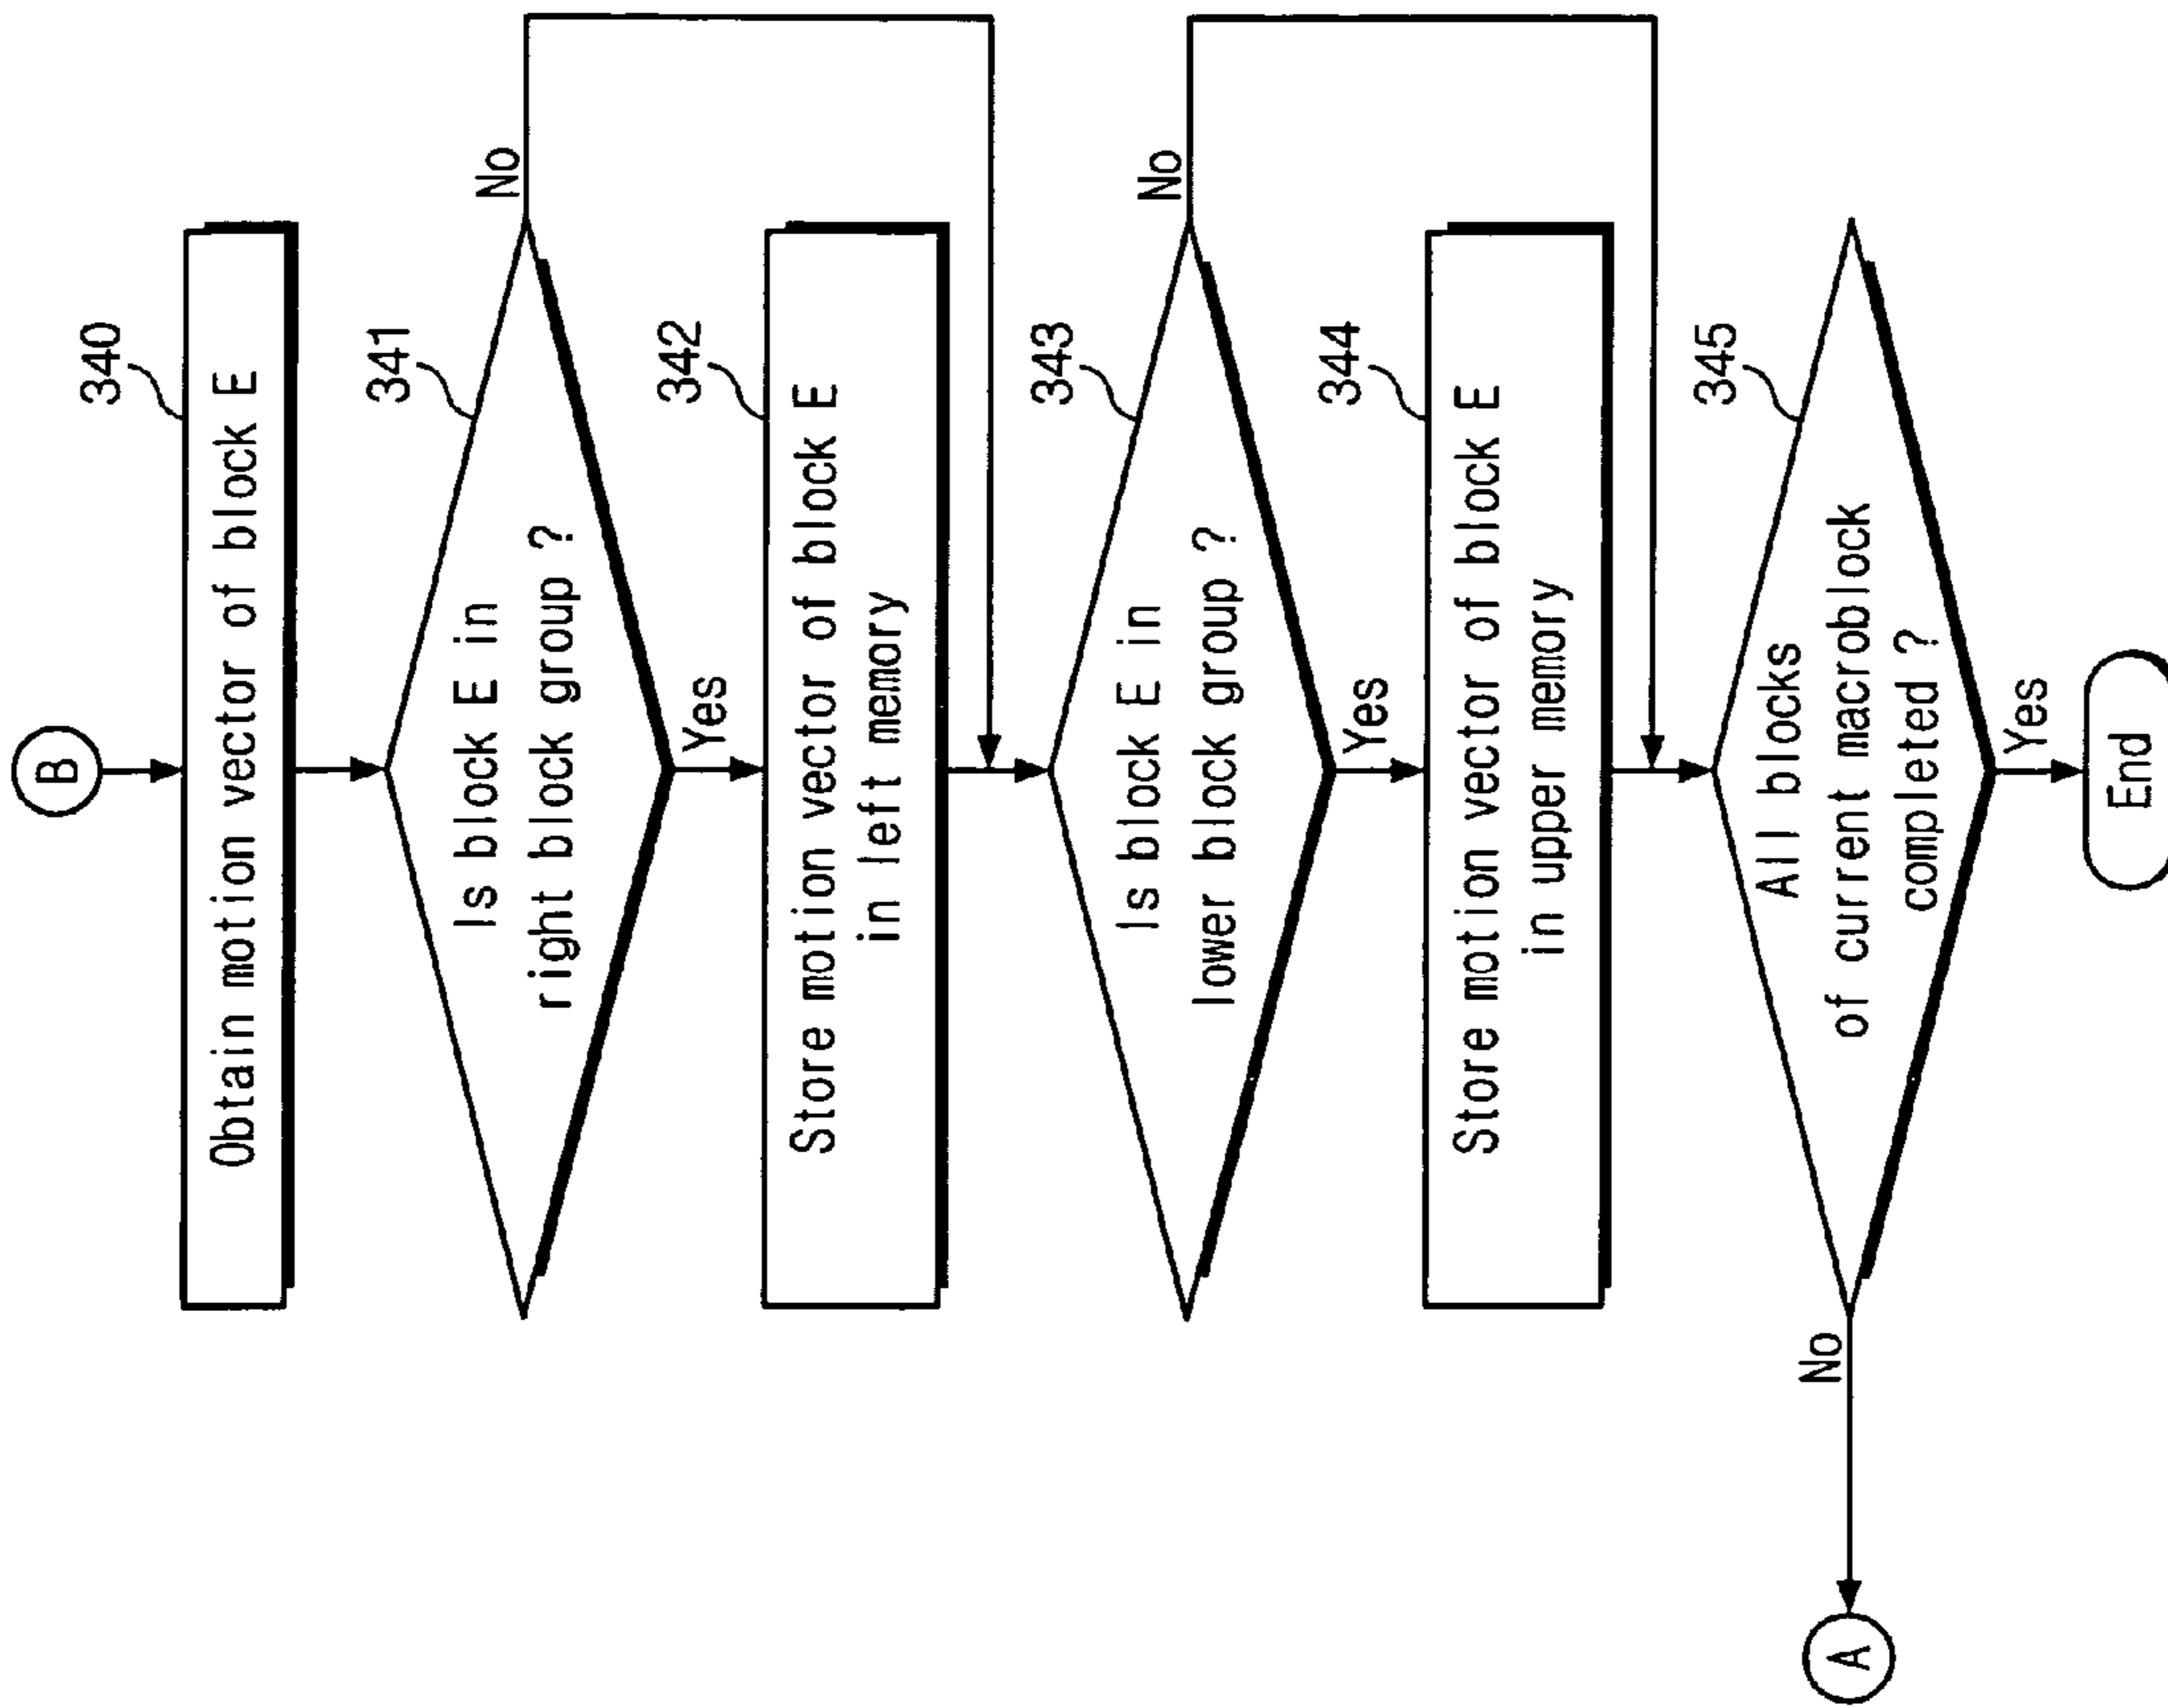 B
340
Obtain motion vector of block E
341
Is block E in
right block group ?
No
Yes
342
Store motion vector of block E
in left memory
343
Is block E in
lower block group ?
No
Yes
344
Store motion vector of block E
in upper memory
345
All blocks
of current macroblock
completed ?
No
A
Yes
End